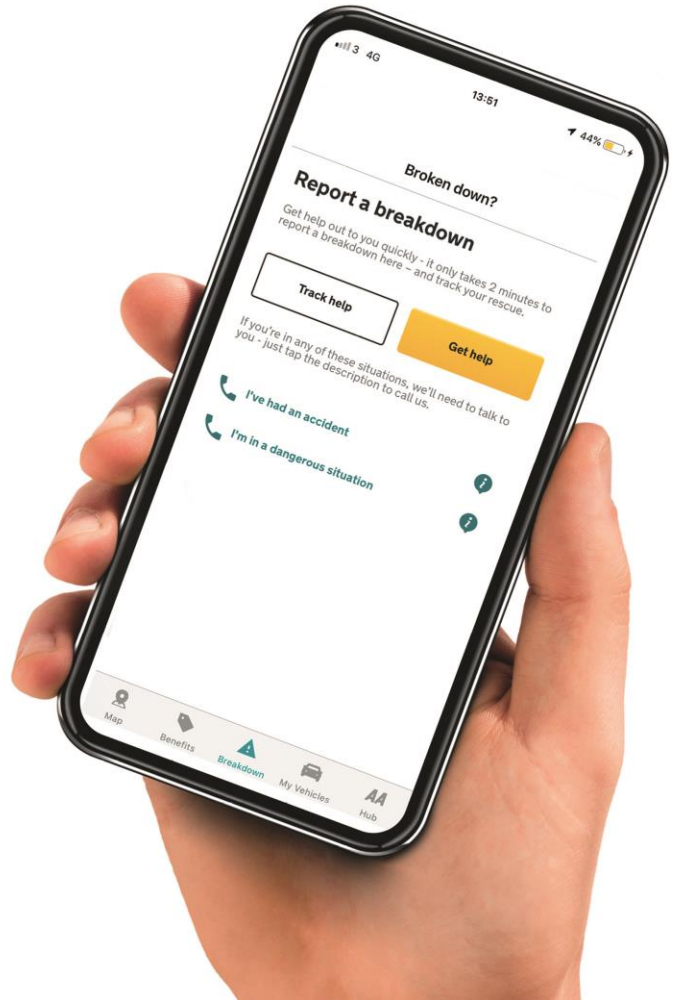 3 4G
13:51
44%
Broken down?
Report a breakdown
Get help out to you quickly - it only takes 2 minutes to
report a breakdown here – and track your rescue.
Track help
Get help
If you're in any of these situations, we'll need to talk to
you - just tap the description to call us.
I've had an accident
i
I'm in a dangerous situation
i
Map
Benefits
Breakdown
My Vehicles
AA
Hub